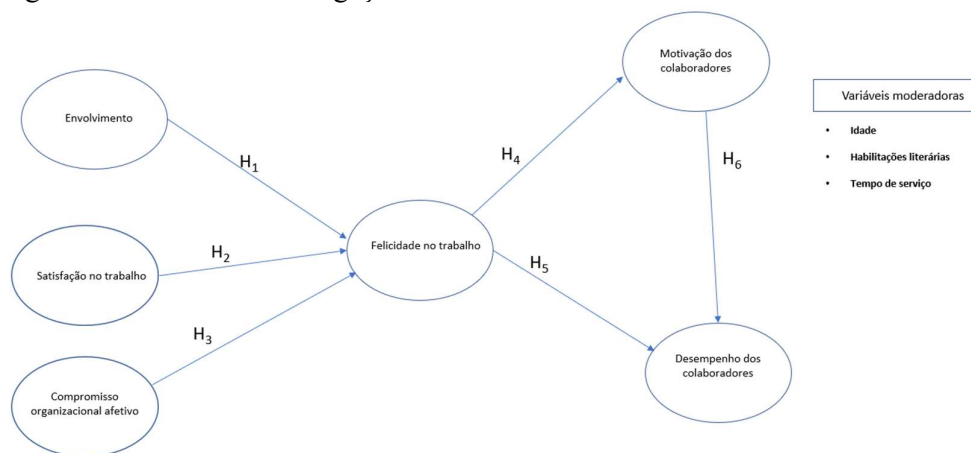 Motivação dos
colaboradores
Variáveis moderadoras
Envolvimento
• Idade
• Habilitações literárias
• Tempo de serviço
H1
H4
H6
Felicidade no trabalho
H2
H5
Satisfação no trabalho
H3
Desempenho dos
colaboradores
Compromisso
organizacional afetivo